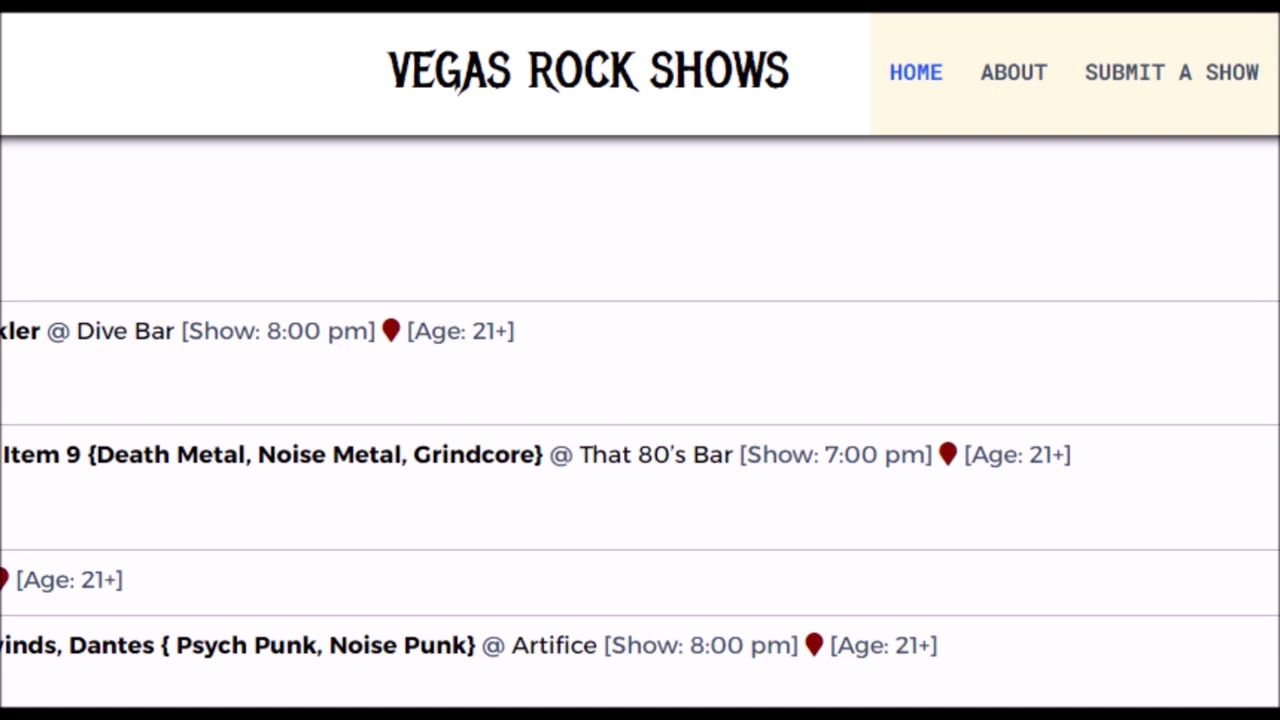 VEGAS ROCK SHOWS
HOME ABOUT SUBMIT A SHOW
@ Dive Bar [Show: 8:00 pm] [Age: 21+]
Item 9 {Death Metal, Noise Metal, Grindcore} @ That 80's Bar [Show: 7:00 pm] [Age: 21+]
[Age: 21+]
Dantes { Psych Punk, Noise Punk} @ Artifice [Show: 8:00 pm] [Age: 21+]